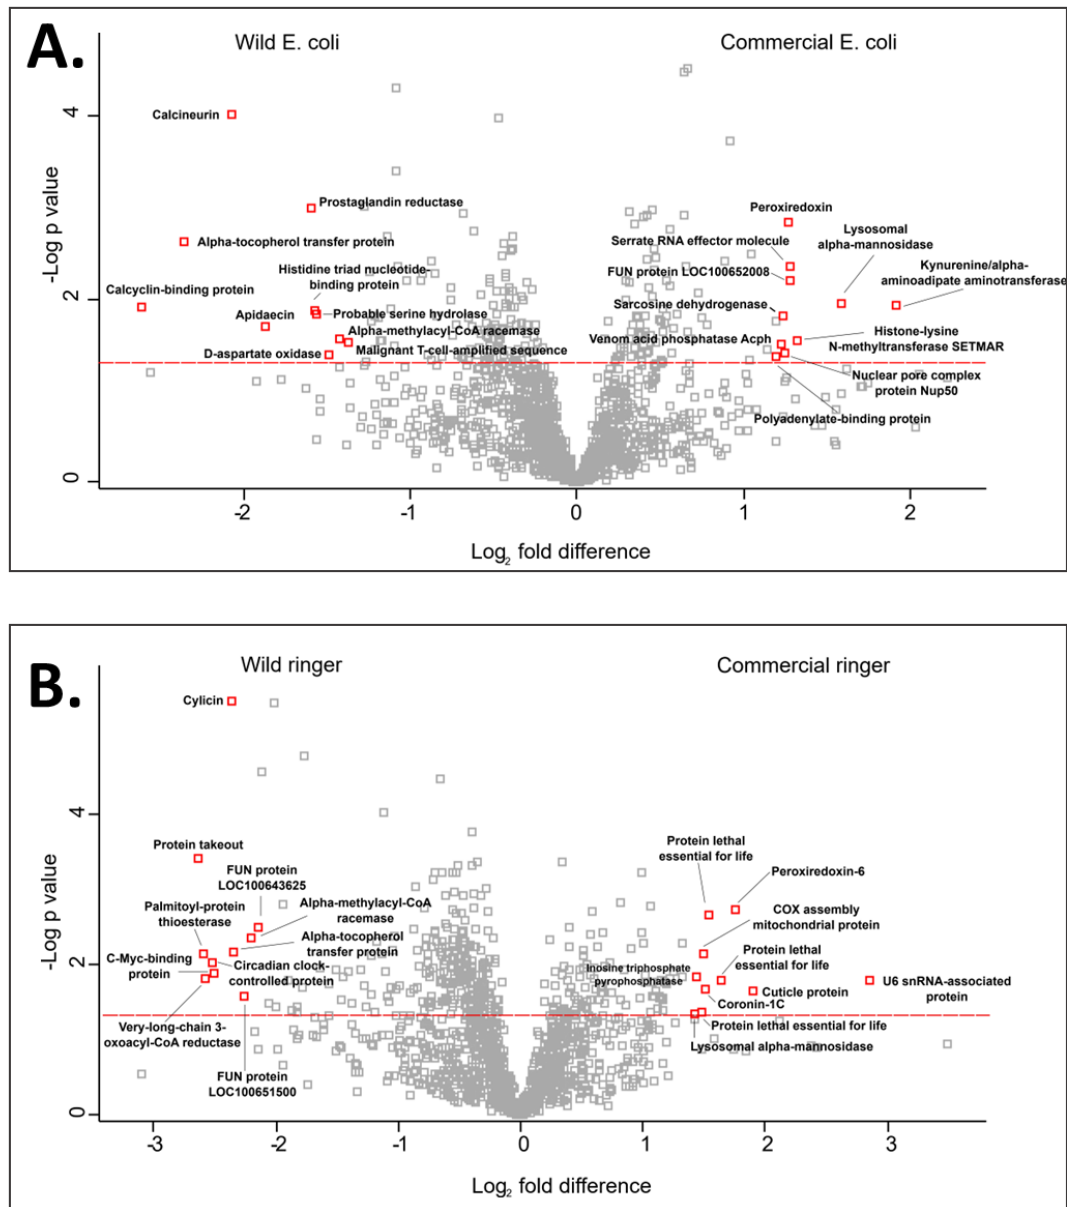 A.
Wild E. coli
Commercial E. coli
-Log p value
4
2
0
Calcineurin
Prostaglandin reductase
Alpha-tocopherol transfer protein
Histidine triad nucleotide-
binding protein
Calcyclin-binding protein
Apidaecin
Probable serine hydrolase
Alpha-methylacyl-CoA racemase
Malignant T-cell-amplified sequence
D-aspartate oxidase
Peroxiredoxin
Lysosomal
alpha-mannosidase
Serrate RNA effector molecule
FUN protein LOC100652008
Kynurenine/alpha-
aminoadipate aminotransferase
Sarcosine dehydrogenase
Venom acid phosphatase Acph
Histone-lysine
N-methyltransferase SETMAR
Nuclear pore complex
protein Nup50
Polyadenylate-binding protein
-2
-1
0
1
2
Log2 fold difference
B.
Wild ringer
Commercial ringer
-Log p value
4
2
0
Cylicin
Protein takeout
FUN protein
LOC100643625
Palmitoyl-protein
thioesterase
Alpha-methylacyl-CoA
racemase
Alpha-tocopherol
transfer protein
C-Myc-binding
protein
Circadian clock-
controlled protein
Very-long-chain 3-
oxoacyl-CoA reductase
FUN protein
LOC100651500
Protein lethal
essential for life
Peroxiredoxin-6
COX assembly
mitochondrial protein
Protein lethal
essential for life
Inosine triphosphate
pyrophosphatase
U6 snRNA-associated
protein
Cuticle protein
Coronin-1C
Protein lethal essential for life
Lysosomal alpha-mannosidase
-3
-2
-1
0
1
2
3
Log2 fold difference